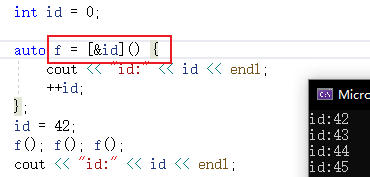 int id = 0;
auto f = [&id]() {
cout << "id:" << id << endl;
++id;
};
id = 42;
f(); f(); f();
cout << "id:" << id << endl;
Micro
id:42
id:43
id:44
id:45